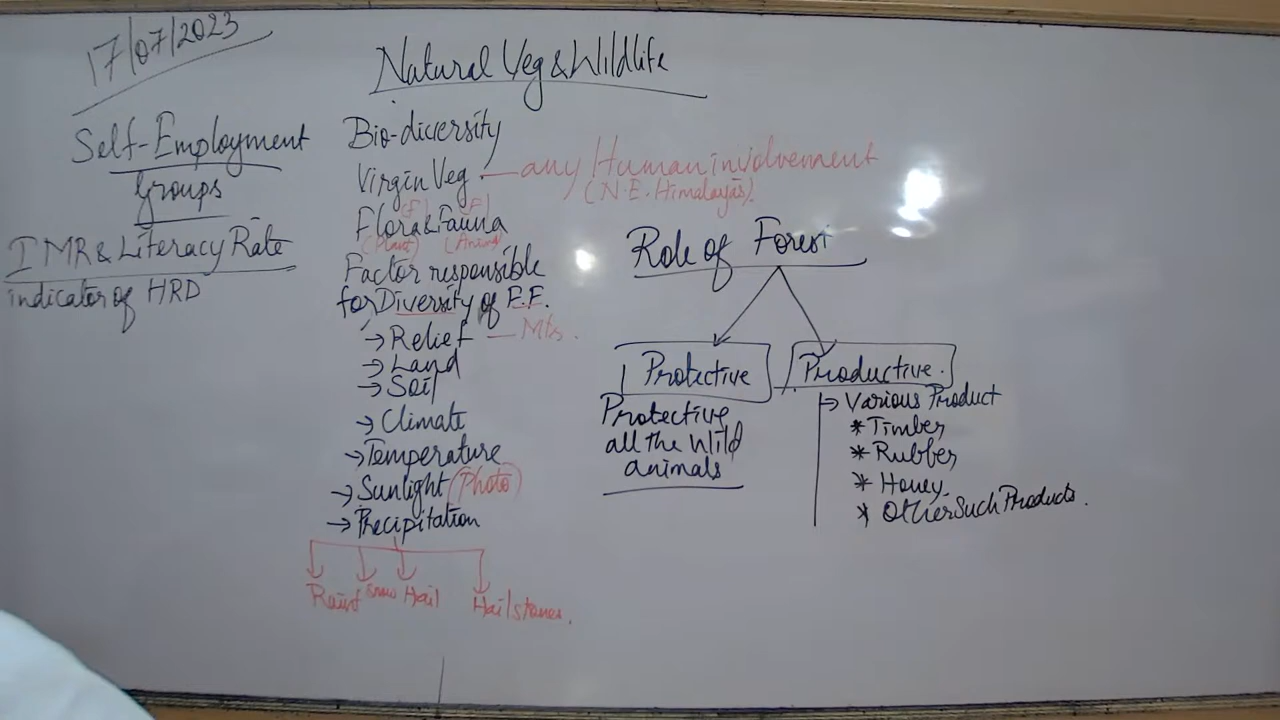 17/07/2023
Natural Veg & Wildlife
Self-Employment
Groups
IMR & Literacy Rate
indicator of HRD
Bio-diversity
Virgin Veg — any Human involvement
(N.E. Himalayas).
(F) (F)
Flora & Fauna
(Plant) (Animal)
Factor responsible
for Diversity of F.F.
→ Relief — Mts.
→ Land
→ Soil
→ Climate
→ Temperature
→ Sunlight (Photo)
→ Precipitation
Rainf Snow Hail Hailstones.
Role of Forest
Protective
Protective
all the Wild
animals
Productive.
→ Various Product
* Timber
* Rubber
* Honey
* Other Such Products.